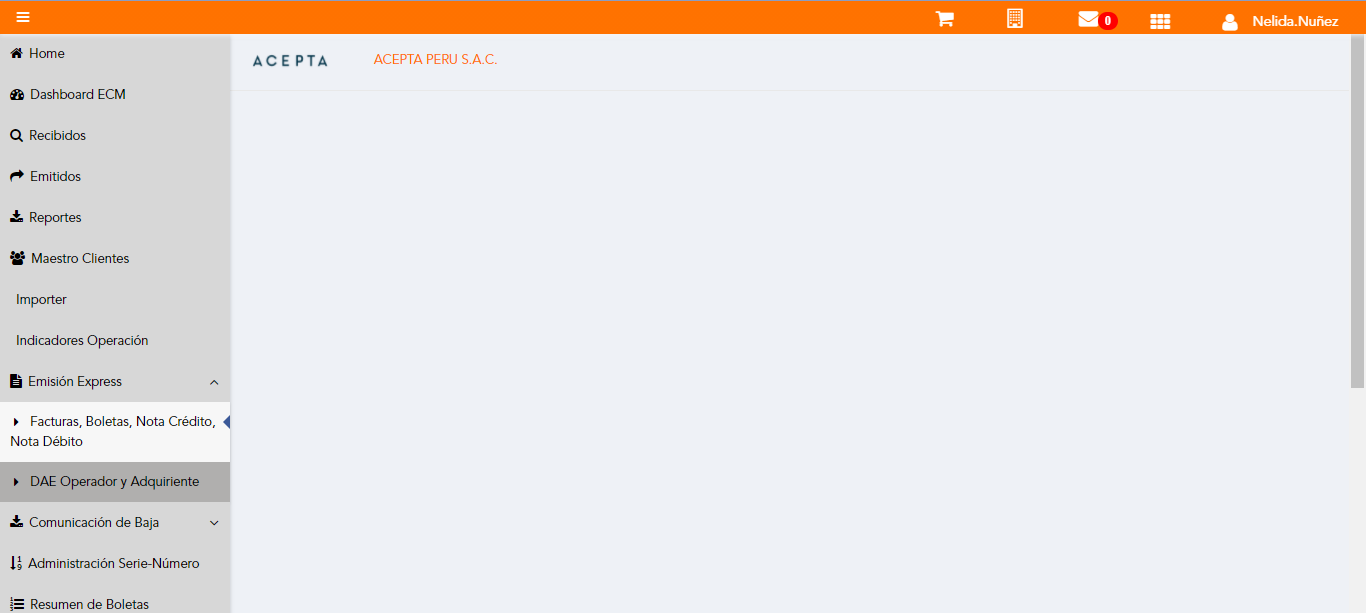 0
Nelida.Nuñez
Home
Dashboard ECM
Recibidos
Emitidos
Reportes
Maestro Clientes
Importer
Indicadores Operación
Emisión Express
Facturas, Boletas, Nota Crédito,
Nota Débito
DAE Operador y Adquiriente
Comunicación de Baja
Administración Serie-Número
Resumen de Boletas
ACEPTA
ACEPTA PERU S.A.C.